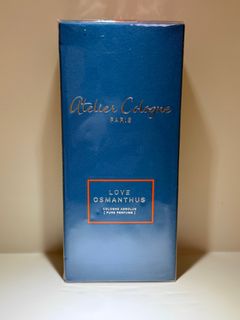 Atelier Cologne
PARIS
LOVE
OSMANTHUS
COLOGNE ABSOLUE
[ PURE PERFUME ]